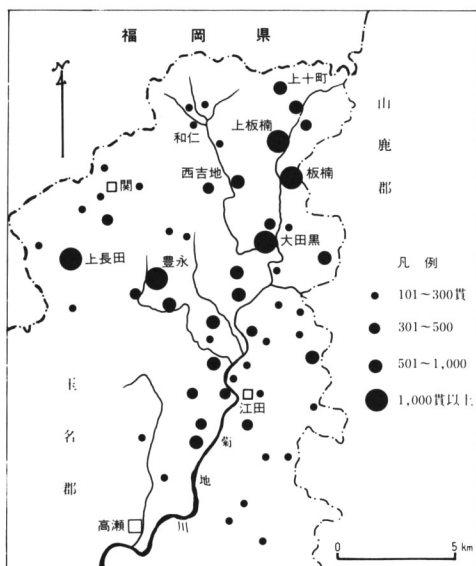 福岡県
N
上十町
山鹿郡
上板楠
和仁
板楠
西吉地
関
大田黒
上長田
豊永
凡例
101~300貫
301~500
501~1,000
1,000貫以上
玉名郡
江田
菊地川
高瀬
0 5km